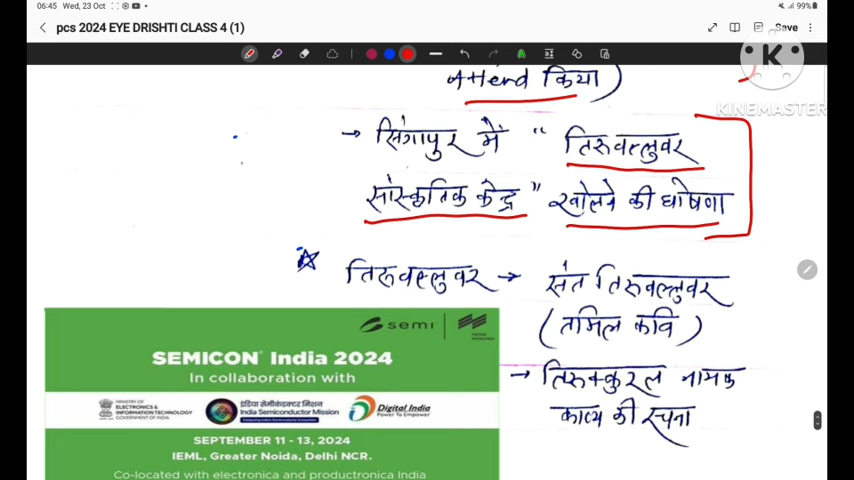 06:45 Wed, 23 Oct
99%
pcs 2024 EYE DRISHTI CLASS 4 (1)
Save
K
KINEMASTER
attend किया)
→ सिंगापुर में "तिरुवल्लुवर
सांस्कृतिक केंद्र" खोलने की घोषणा
तिरुवल्लुवर → संत तिरुवल्लुवर
(तमिल कवि)
→ तिरुक्कुरल नामक
काव्य की रचना
semi
SEMICON® India 2024
In collaboration with
MINISTRY OF
ELECTRONICS &
INFORMATION TECHNOLOGY
GOVERNMENT OF INDIA
इंडिया सेमीकंडक्टर मिशन
India Semiconductor Mission
Digital India
Power To Empower
SEPTEMBER 11 - 13, 2024
IEML, Greater Noida, Delhi NCR.
Co-located with electronica and productronica India